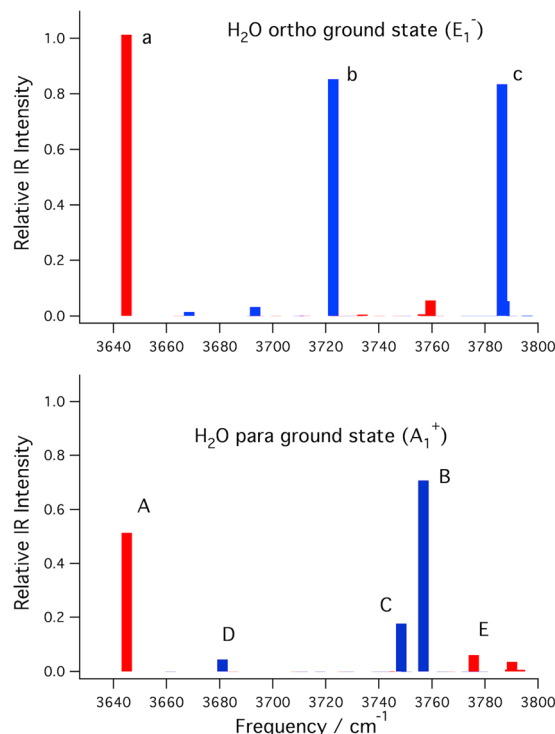 H₂O ortho ground state (E₁⁻)
a
b
c
Relative IR Intensity
1.0
0.8
0.6
0.4
0.2
0.0
3640 3660 3680 3700 3720 3740 3760 3780 3800
H₂O para ground state (A₁⁺)
A
B
C
D
E
Relative IR Intensity
1.0
0.8
0.6
0.4
0.2
0.0
3640 3660 3680 3700 3720 3740 3760 3780 3800
Frequency / cm⁻¹